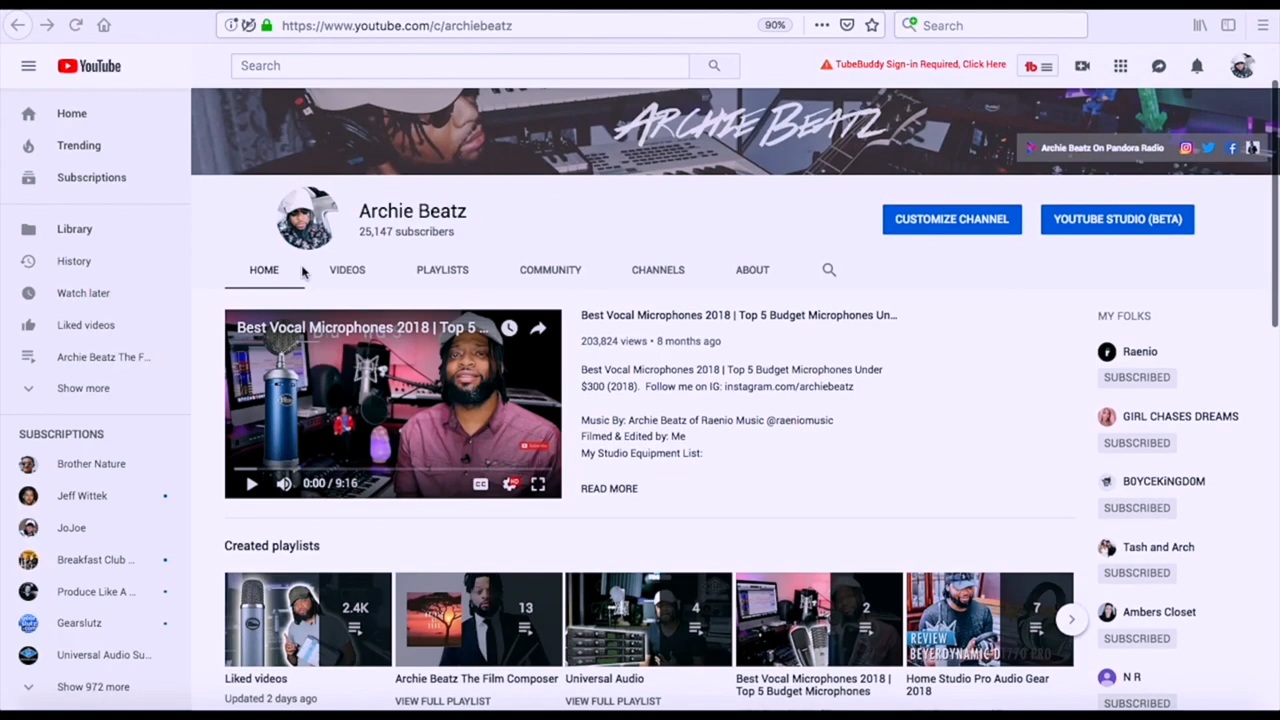 https://www.youtube.com/c/archiebeatz
90%
Search
YouTube
Search
TubeBuddy Sign-in Required, Click Here
tb
Home
Trending
Subscriptions
Library
History
Watch later
Liked videos
Archie Beatz The F...
Show more
SUBSCRIPTIONS
Brother Nature
Jeff Wittek
JoJoe
Breakfast Club ...
Produce Like A ...
Gearslutz
Universal Audio Su...
Show 972 more
ARCHIE BEATZ
Archie Beatz On Pandora Radio
Archie Beatz
25,147 subscribers
CUSTOMIZE CHANNEL
YOUTUBE STUDIO (BETA)
HOME
VIDEOS
PLAYLISTS
COMMUNITY
CHANNELS
ABOUT
Best Vocal Microphones 2018 | Top 5 ...
0:00 / 9:16
CC
HD
Best Vocal Microphones 2018 | Top 5 Budget Microphones Un...
203,824 views • 8 months ago
Best Vocal Microphones 2018 | Top 5 Budget Microphones Under
$300 (2018). Follow me on IG: instagram.com/archiebeatz
Music By: Archie Beatz of Raenio Music @raeniomusic
Filmed & Edited by: Me
My Studio Equipment List:
READ MORE
MY FOLKS
Raenio
SUBSCRIBED
GIRL CHASES DREAMS
SUBSCRIBED
B0YCEKiNGD0M
SUBSCRIBED
Tash and Arch
SUBSCRIBED
Ambers Closet
SUBSCRIBED
N R
SUBSCRIBED
Created playlists
2.4K
Liked videos
Updated 2 days ago
13
Archie Beatz The Film Composer
VIEW FULL PLAYLIST
4
Universal Audio
VIEW FULL PLAYLIST
2
Best Vocal Microphones 2018 |
Top 5 Budget Microphones
7
REVIEW
BEYERDYNAMIC DT770 PRO
Home Studio Pro Audio Gear
2018